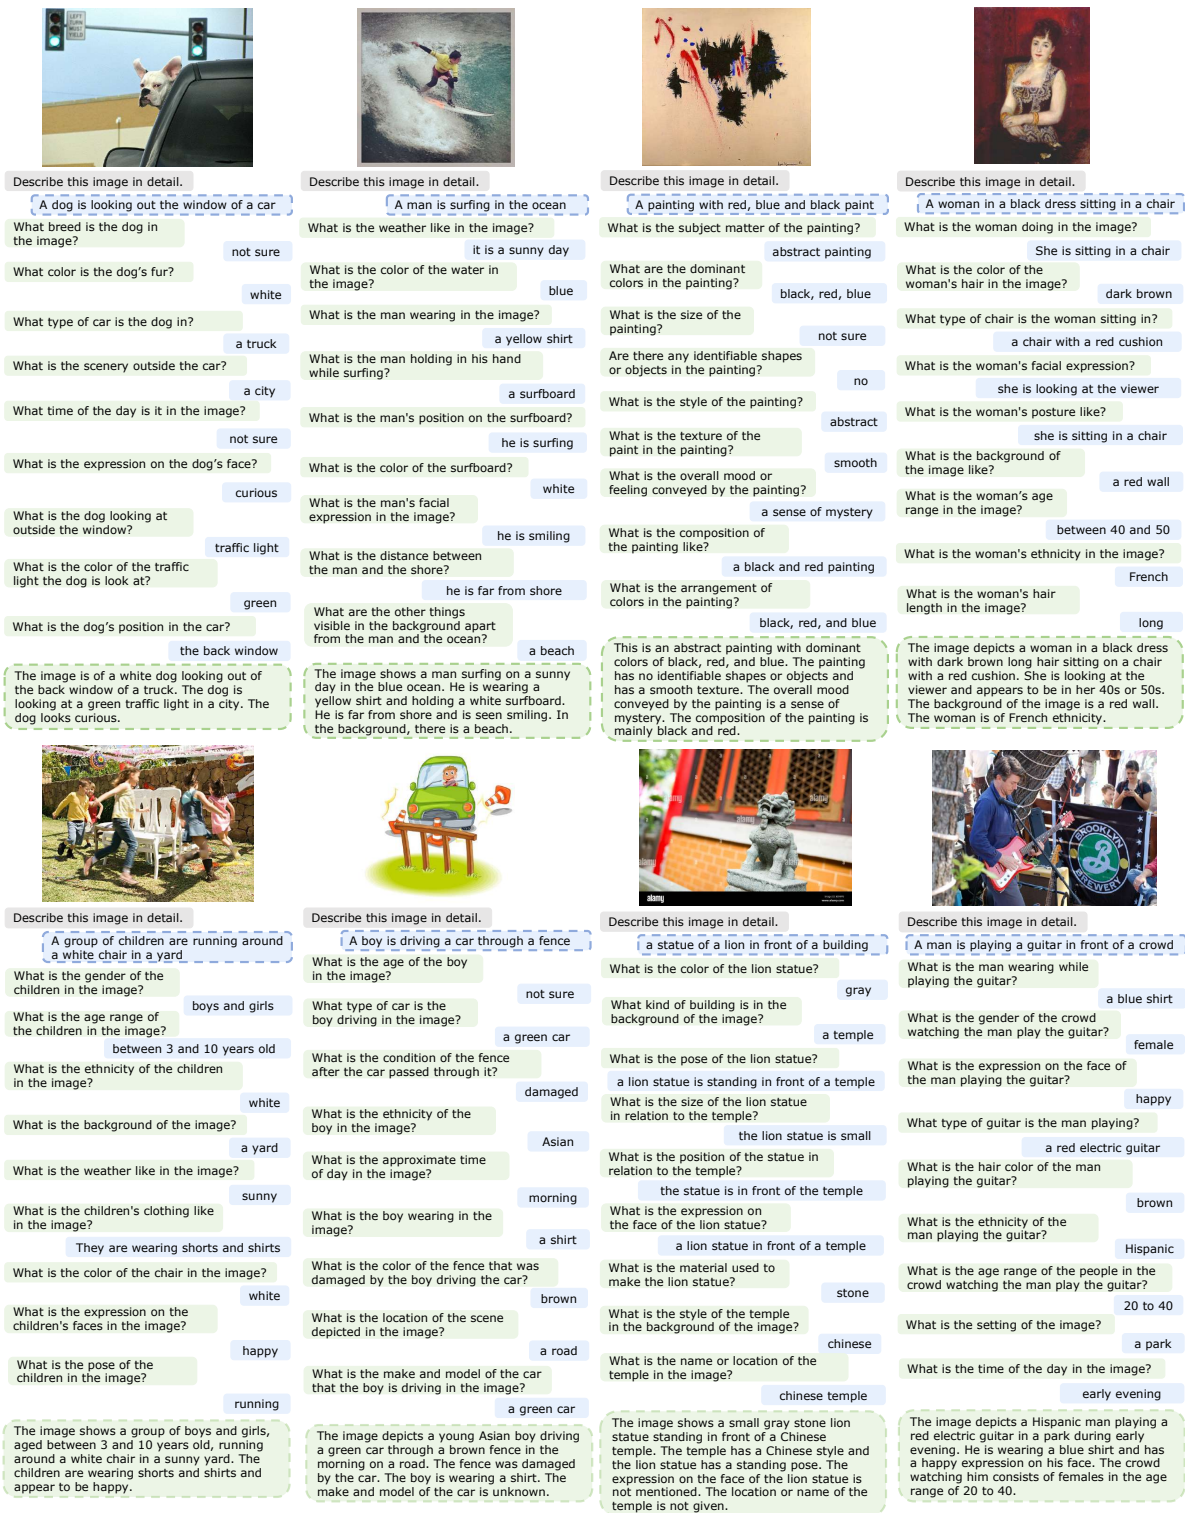 LEFT
TURN
MUST
YIELD
Describe this image in detail.
A dog is looking out the window of a car
What breed is the dog in
the image?
not sure
What color is the dog's fur?
white
What type of car is the dog in?
a truck
What is the scenery outside the car?
a city
What time of the day is it in the image?
not sure
What is the expression on the dog's face?
curious
What is the dog looking at
outside the window?
traffic light
What is the color of the traffic
light the dog is look at?
green
What is the dog's position in the car?
the back window
The image is of a white dog looking out of
the back window of a truck. The dog is
looking at a green traffic light in a city. The
dog looks curious.
Describe this image in detail.
A man is surfing in the ocean
What is the weather like in the image?
it is a sunny day
What is the color of the water in
the image?
blue
What is the man wearing in the image?
a yellow shirt
What is the man holding in his hand
while surfing?
a surfboard
What is the man's position on the surfboard?
he is surfing
What is the color of the surfboard?
white
What is the man's facial
expression in the image?
he is smiling
What is the distance between
the man and the shore?
he is far from shore
What are the other things
visible in the background apart
from the man and the ocean?
a beach
The image shows a man surfing on a sunny
day in the blue ocean. He is wearing a
yellow shirt and holding a white surfboard.
He is far from shore and is seen smiling. In
the background, there is a beach.
Describe this image in detail.
A painting with red, blue and black paint
What is the subject matter of the painting?
abstract painting
What are the dominant
colors in the painting?
black, red, blue
What is the size of the
painting?
not sure
Are there any identifiable shapes
or objects in the painting?
no
What is the style of the painting?
abstract
What is the texture of the
paint in the painting?
smooth
What is the overall mood or
feeling conveyed by the painting?
a sense of mystery
What is the composition of
the painting like?
a black and red painting
What is the arrangement of
colors in the painting?
black, red, and blue
This is an abstract painting with dominant
colors of black, red, and blue. The painting
has no identifiable shapes or objects and
has a smooth texture. The overall mood
conveyed by the painting is a sense of
mystery. The composition of the painting is
mainly black and red.
Describe this image in detail.
A woman in a black dress sitting in a chair
What is the woman doing in the image?
She is sitting in a chair
What is the color of the
woman's hair in the image?
dark brown
What type of chair is the woman sitting in?
a chair with a red cushion
What is the woman's facial expression?
she is looking at the viewer
What is the woman's posture like?
she is sitting in a chair
What is the background of
the image like?
a red wall
What is the woman's age
range in the image?
between 40 and 50
What is the woman's ethnicity in the image?
French
What is the woman's hair
length in the image?
long
The image depicts a woman in a black dress
with dark brown long hair sitting on a chair
with a red cushion. She is looking at the
viewer and appears to be in her 40s or 50s.
The background of the image is a red wall.
The woman is of French ethnicity.
Describe this image in detail.
A group of children are running around
a white chair in a yard
What is the gender of the
children in the image?
boys and girls
What is the age range of
the children in the image?
between 3 and 10 years old
What is the ethnicity of the children
in the image?
white
What is the background of the image?
a yard
What is the weather like in the image?
sunny
What is the children's clothing like
in the image?
They are wearing shorts and shirts
What is the color of the chair in the image?
white
What is the expression on the
children's faces in the image?
happy
What is the pose of the
children in the image?
running
The image shows a group of boys and girls,
aged between 3 and 10 years old, running
around a white chair in a sunny yard. The
children are wearing shorts and shirts and
appear to be happy.
Describe this image in detail.
A boy is driving a car through a fence
What is the age of the boy
in the image?
not sure
What type of car is the
boy driving in the image?
a green car
What is the condition of the fence
after the car passed through it?
damaged
What is the ethnicity of the
boy in the image?
Asian
What is the approximate time
of day in the image?
morning
What is the boy wearing in the
image?
a shirt
What is the color of the fence that was
damaged by the boy driving the car?
brown
What is the location of the scene
depicted in the image?
a road
What is the make and model of the car
that the boy is driving in the image?
a green car
The image depicts a young Asian boy driving
a green car through a brown fence in the
morning on a road. The fence was damaged
by the car. The boy is wearing a shirt. The
make and model of the car is unknown.
alamy
alamy
alamy
alamy
Describe this image in detail.
a statue of a lion in front of a building
What is the color of the lion statue?
gray
What kind of building is in the
background of the image?
a temple
What is the pose of the lion statue?
a lion statue is standing in front of a temple
What is the size of the lion statue
in relation to the temple?
the lion statue is small
What is the position of the statue in
relation to the temple?
the statue is in front of the temple
What is the expression on
the face of the lion statue?
a lion statue in front of a temple
What is the material used to
make the lion statue?
stone
What is the style of the temple
in the background of the image?
chinese
What is the name or location of the
temple in the image?
chinese temple
The image shows a small gray stone lion
statue standing in front of a Chinese
temple. The temple has a Chinese style and
the lion statue has a standing pose. The
expression on the face of the lion statue is
not mentioned. The location or name of the
temple is not given.
BROOKLYN
B
BREWERY
Describe this image in detail.
A man is playing a guitar in front of a crowd
What is the man wearing while
playing the guitar?
a blue shirt
What is the gender of the crowd
watching the man play the guitar?
female
What is the expression on the face of
the man playing the guitar?
happy
What type of guitar is the man playing?
a red electric guitar
What is the hair color of the man
playing the guitar?
brown
What is the ethnicity of the
man playing the guitar?
Hispanic
What is the age range of the people in the
crowd watching the man play the guitar?
20 to 40
What is the setting of the image?
a park
What is the time of the day in the image?
early evening
The image depicts a Hispanic man playing a
red electric guitar in a park during early
evening. He is wearing a blue shirt and has
a happy expression on his face. The crowd
watching him consists of females in the age
range of 20 to 40.